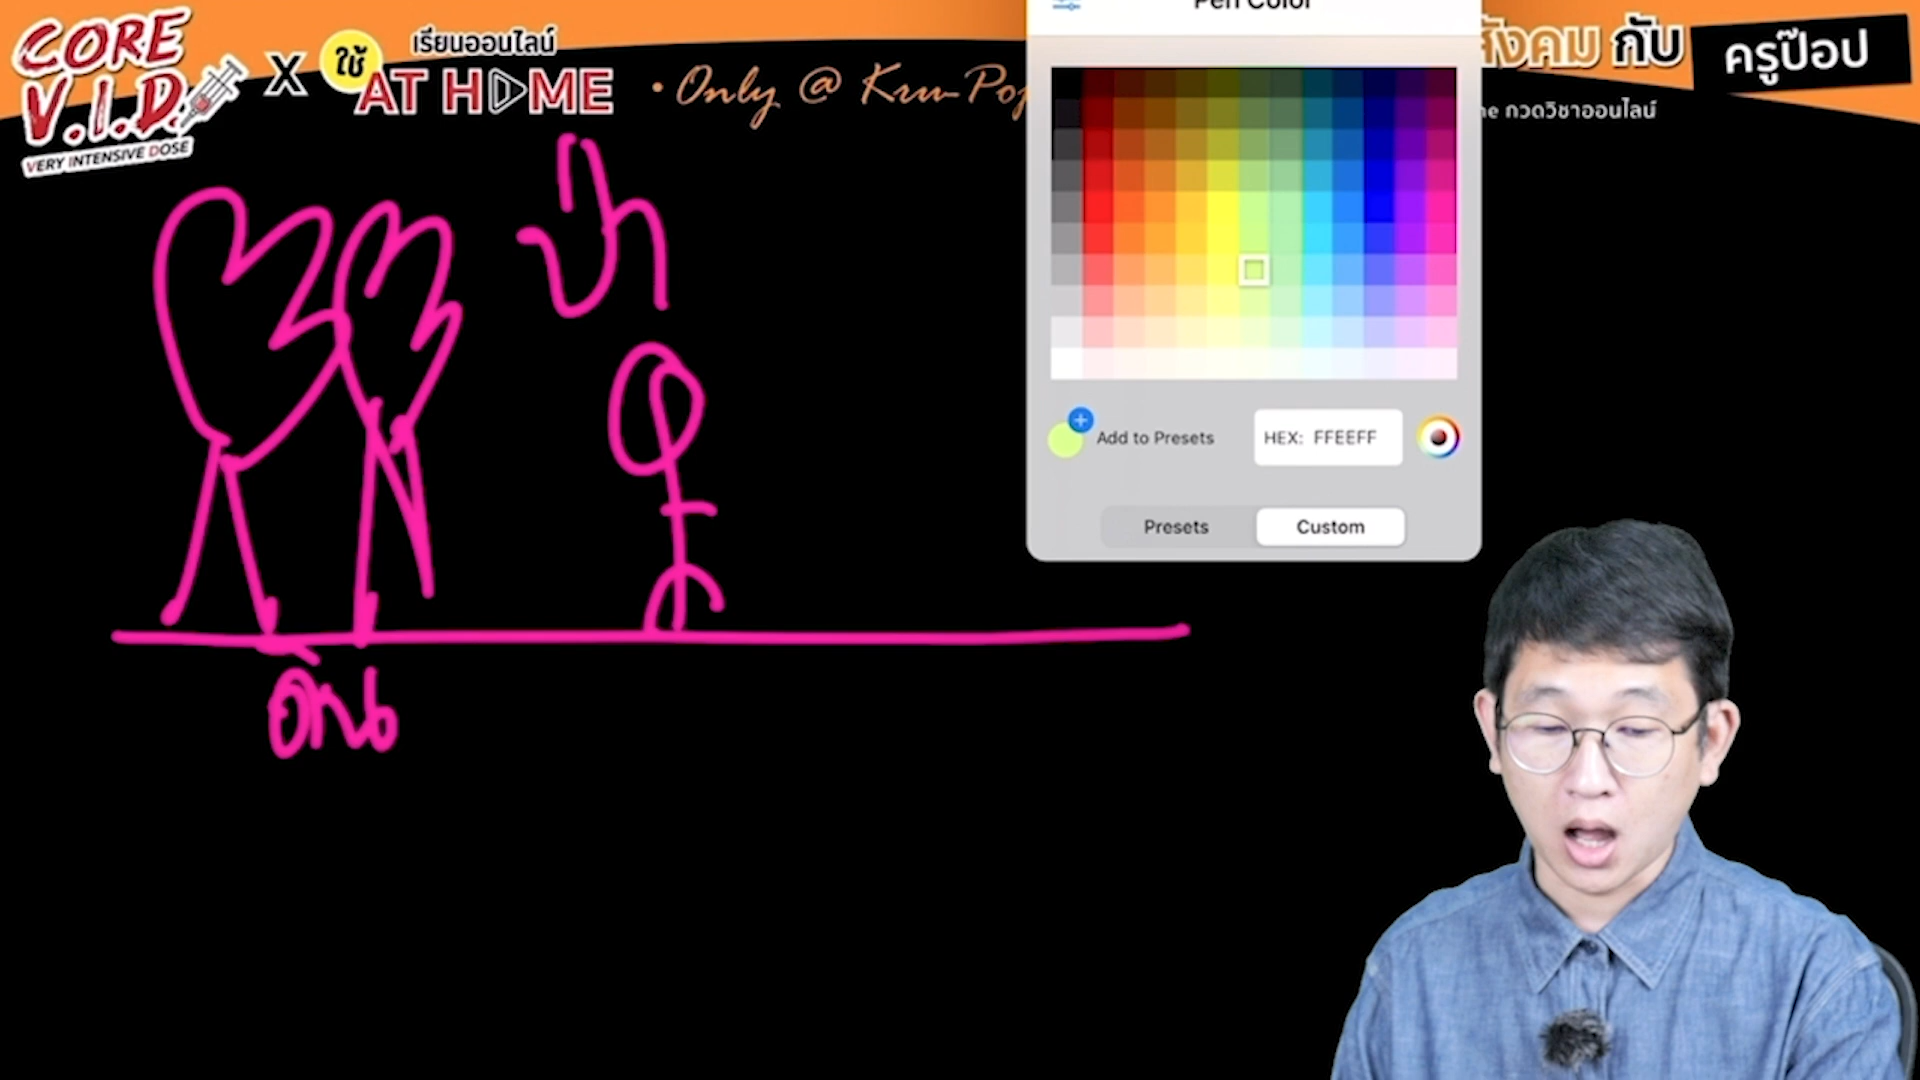 CORE
V.I.D.
VERY INTENSIVE DOSE
X
ใช้
เรียนออนไลน์
AT HOME
• Only @ Kru-Pop
Pen Color
สังคม กับ
ครูป๊อป
กวดวิชาออนไลน์
ป่า
Add to Presets
HEX: FFEEFF
Presets
Custom
ดิน